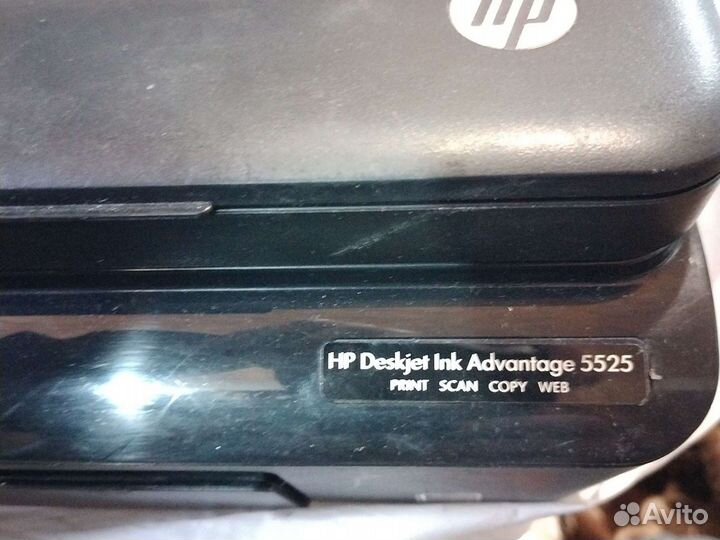 hp
HP Deskjet Ink Advantage 5525
PRINT SCAN COPY WEB
Avito